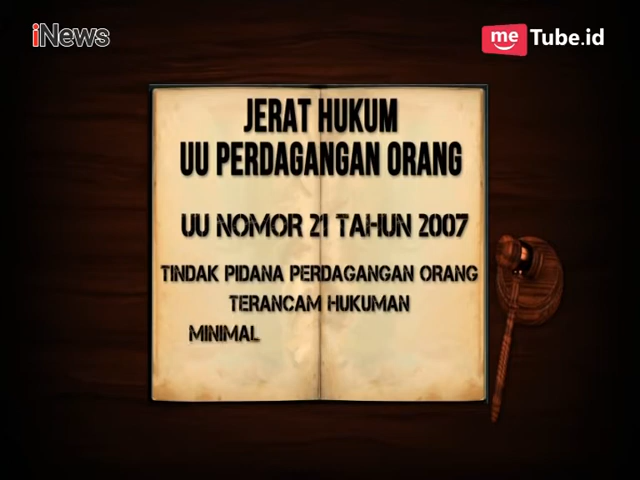 iNews
me Tube.id
JERAT HUKUM
UU PERDAGANGAN ORANG
UU NOMOR 21 TAHUN 2007
TINDAK PIDANA PERDAGANGAN ORANG
TERANCAM HUKUMAN
MINIMAL